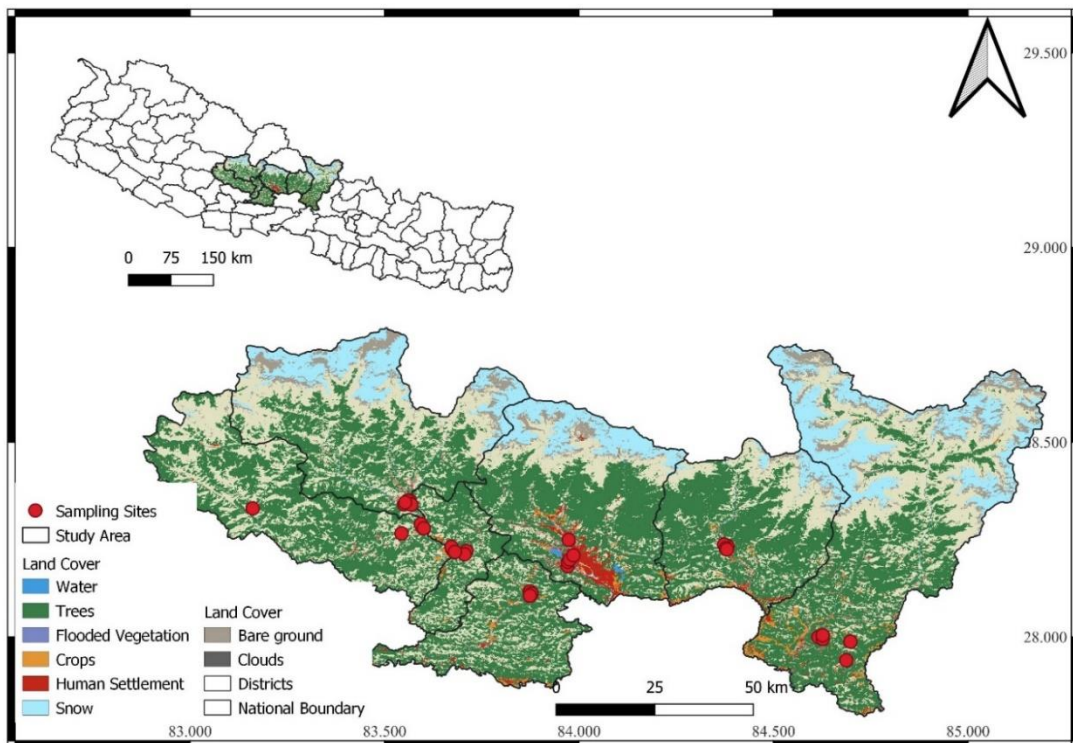 29.500
0 75 150 km
29.000
28.500
Sampling Sites
Study Area
Land Cover
Water
Trees
Flooded Vegetation
Crops
Human Settlement
Snow
Land Cover
Bare ground
Clouds
Districts
National Boundary
28.000
0 25 50 km
83.000 83.500 84.000 84.500 85.000